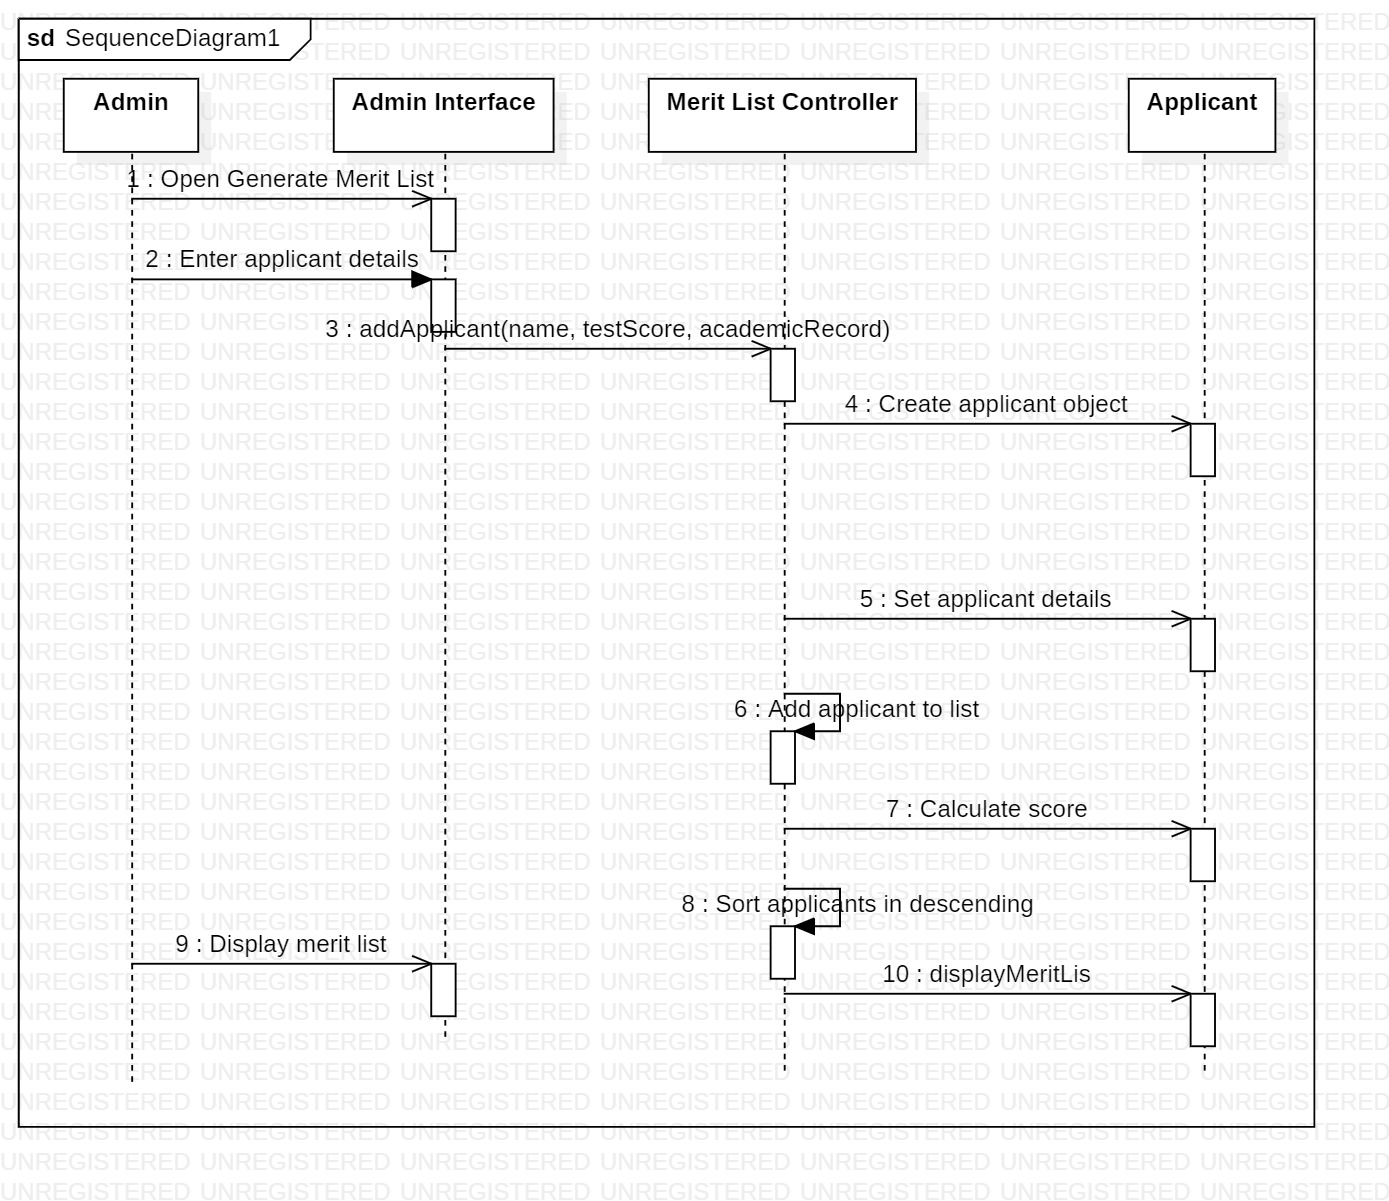 sd SequenceDiagram1
Admin
Admin Interface
Merit List Controller
Applicant
1 : Open Generate Merit List
2 : Enter applicant details
3 : addApplicant(name, testScore, academicRecord)
4 : Create applicant object
5 : Set applicant details
6 : Add applicant to list
7 : Calculate score
8 : Sort applicants in descending
9 : Display merit list
10 : displayMeritLis
UNREGISTERED